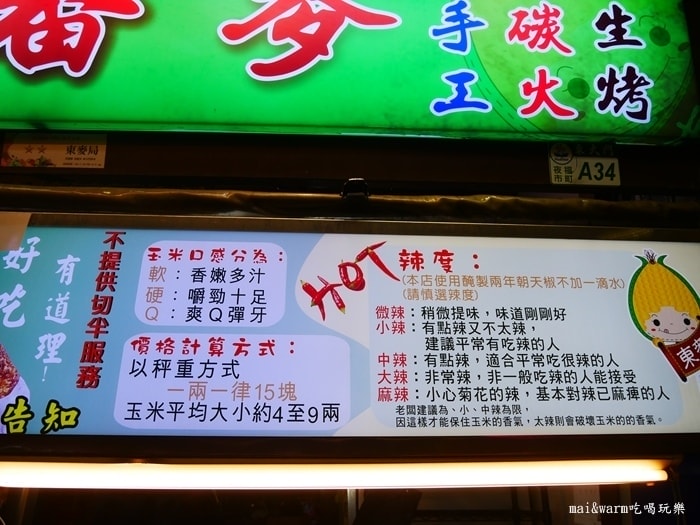 番麥
手工
碳火
生烤
東麥局
福町夜市
A34
好吃
有道理!
告知
不提供切半服務
玉米口感分為:
軟:香嫩多汁
硬:嚼勁十足
Q:爽Q彈牙
價格計算方式:
以秤重方式
一兩一律15塊
玉米平均大小約4至9兩
HOT辣度:
(本店使用醃製兩年朝天椒不加一滴水)
(請慎選辣度)
微辣:稍微提味,味道剛剛好
小辣:有點辣又不太辣,
建議平常有吃辣的人
中辣:有點辣,適合平常吃很辣的人
大辣:非常辣,非一般吃辣的人能接受
麻辣:小心菊花的辣,基本對辣已麻痺的人
老闆建議為、小、中辣為限,
因這樣才能保住玉米的香氣,太辣則會破壞玉米的的香氣。
東
mai&warm吃喝玩樂